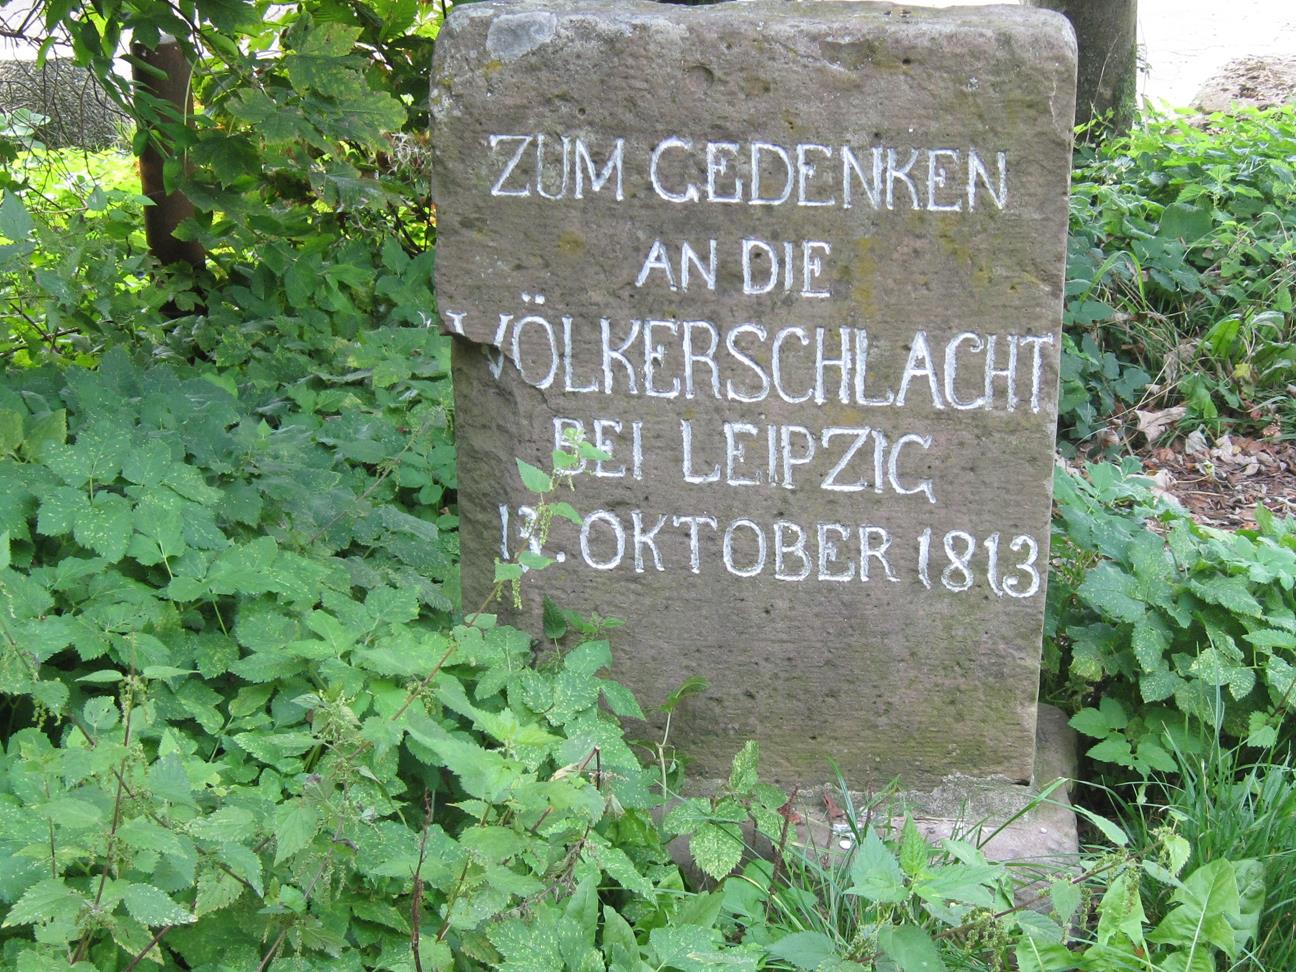 ZUM GEDENKEN
AN DIE
VÖLKERSCHLACHT
BEI LEIPZIG
OKTOBER 1813